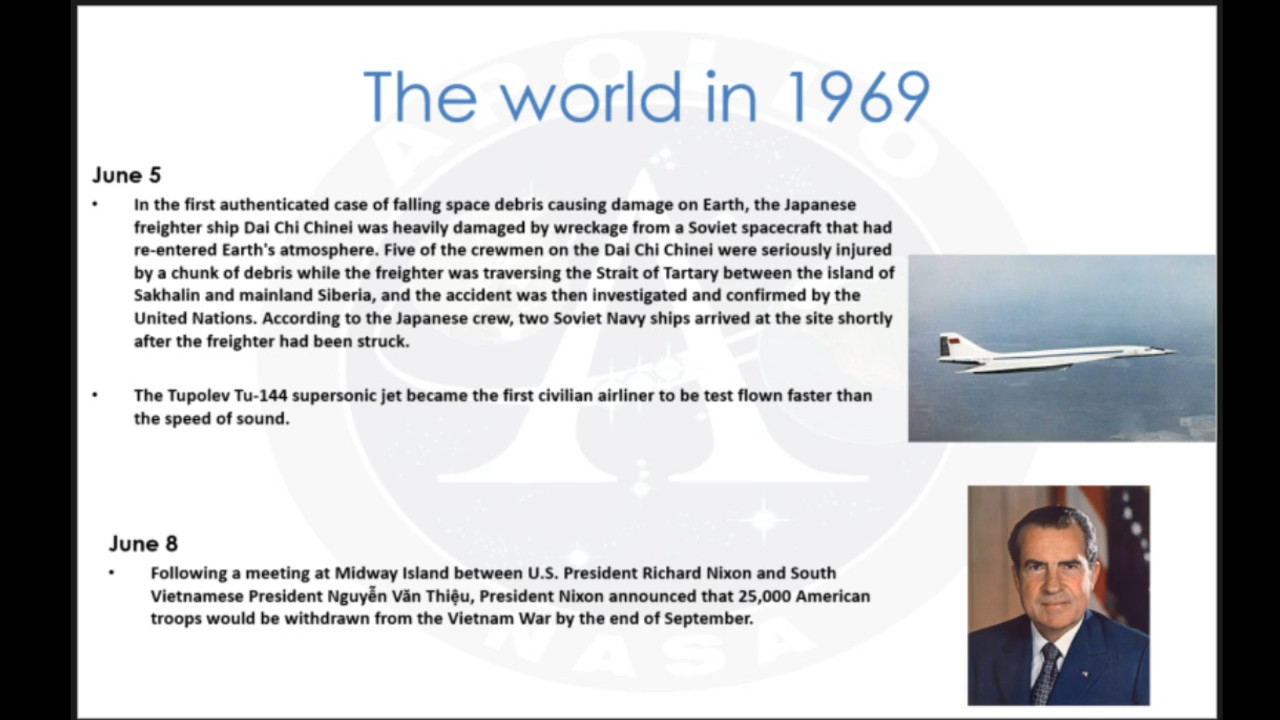 The world in 1969
June 5
• In the first authenticated case of falling space debris causing damage on Earth, the Japanese
freighter ship Dai Chi Chinei was heavily damaged by wreckage from a Soviet spacecraft that had
re-entered Earth's atmosphere. Five of the crewmen on the Dai Chi Chinei were seriously injured
by a chunk of debris while the freighter was traversing the Strait of Tartary between the island of
Sakhalin and mainland Siberia, and the accident was then investigated and confirmed by the
United Nations. According to the Japanese crew, two Soviet Navy ships arrived at the site shortly
after the freighter had been struck.
• The Tupolev Tu-144 supersonic jet became the first civilian airliner to be test flown faster than
the speed of sound.
June 8
• Following a meeting at Midway Island between U.S. President Richard Nixon and South
Vietnamese President Nguyễn Văn Thiệu, President Nixon announced that 25,000 American
troops would be withdrawn from the Vietnam War by the end of September.
APOLLO
NASA